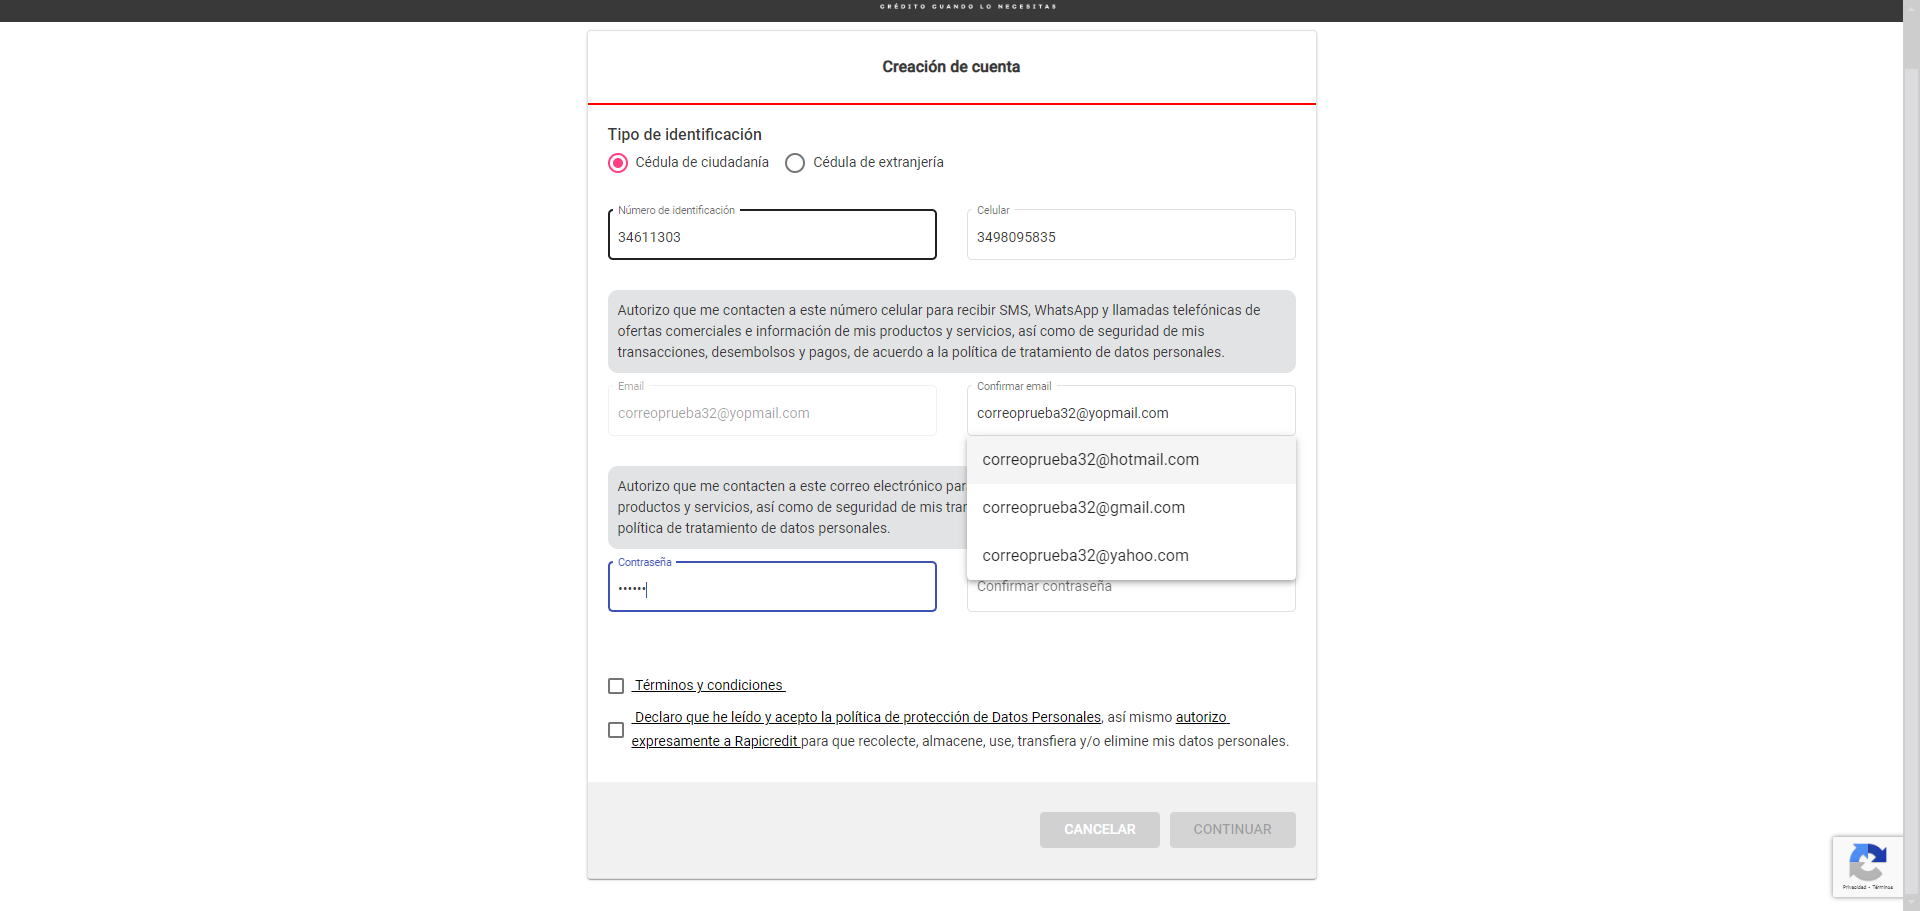 CRÉDITO CUANDO LO NECESITAS
Creación de cuenta
Tipo de identificación
Cédula de ciudadanía
Cédula de extranjería
Número de identificación
34611303
Celular
3498095835
Autorizo que me contacten a este número celular para recibir SMS, WhatsApp y llamadas telefónicas de
ofertas comerciales e información de mis productos y servicios, así como de seguridad de mis
transacciones, desembolsos y pagos, de acuerdo a la política de tratamiento de datos personales.
Email
correoprueba32@yopmail.com
Confirmar email
correoprueba32@yopmail.com
correoprueba32@hotmail.com
correoprueba32@gmail.com
correoprueba32@yahoo.com
Autorizo que me contacten a este correo electrónico
productos y servicios, así como de seguridad de mis
política de tratamiento de datos personales.
Contraseña
••••••
Confirmar contraseña
Términos y condiciones
Declaro que he leído y acepto la política de protección de Datos Personales, así mismo autorizo
expresamente a Rapicredit para que recolecte, almacene, use, transfiera y/o elimine mis datos personales.
CANCELAR
CONTINUAR
Privacidad - Términos